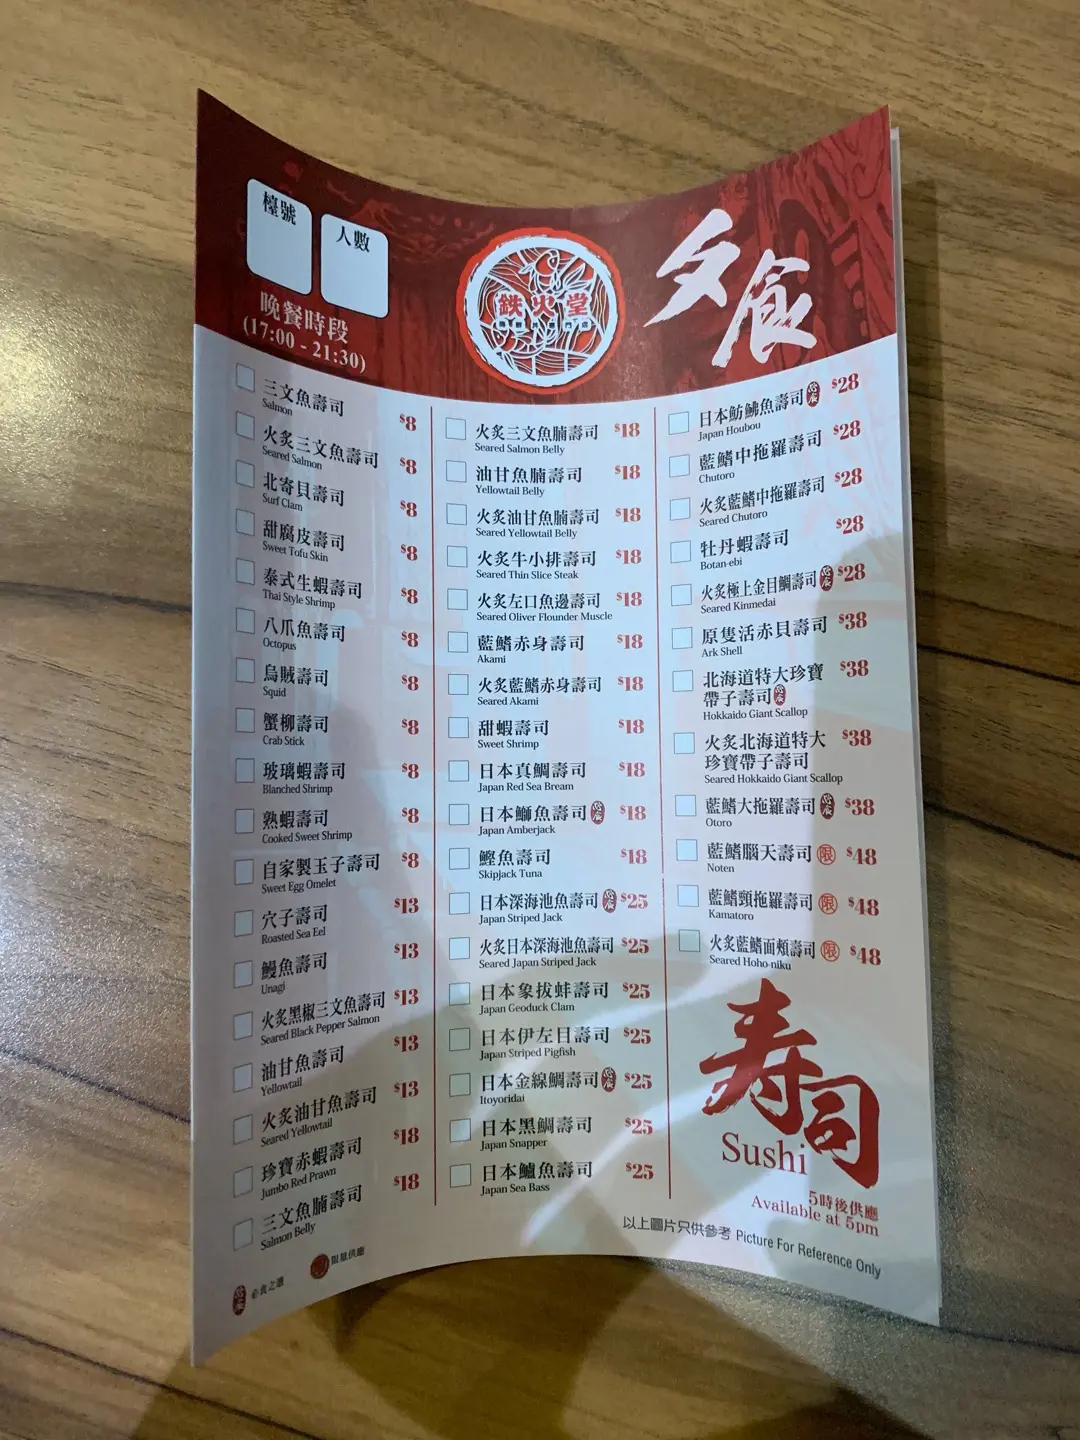 檯號
人數
晚餐時段
(17:00 - 21:30)
鉄火堂
夕食
三文魚壽司 $8
Salmon
火炙三文魚壽司 $8
Seared Salmon
北寄貝壽司 $8
Surf Clam
甜腐皮壽司 $8
Sweet Tofu Skin
泰式生蝦壽司 $8
Thai Style Shrimp
八爪魚壽司 $8
Octopus
烏賊壽司 $8
Squid
蟹柳壽司 $8
Crab Stick
玻璃蝦壽司 $8
Blanched Shrimp
熟蝦壽司 $8
Cooked Sweet Shrimp
自家製玉子壽司 $8
Sweet Egg Omelet
穴子壽司 $13
Roasted Sea Eel
鰻魚壽司 $13
Unagi
火炙黑椒三文魚壽司 $13
Seared Black Pepper Salmon
油甘魚壽司 $13
Yellowtail
火炙油甘魚壽司 $13
Seared Yellowtail
珍寶赤蝦壽司 $18
Jumbo Red Prawn
三文魚腩壽司 $18
Salmon Belly
火炙三文魚腩壽司 $18
Seared Salmon Belly
油甘魚腩壽司 $18
Yellowtail Belly
火炙油甘魚腩壽司 $18
Seared Yellowtail Belly
火炙牛小排壽司 $18
Seared Thin Slice Steak
火炙左口魚邊壽司 $18
Seared Oliver Flounder Muscle
藍鰭赤身壽司 $18
Akami
火炙藍鰭赤身壽司 $18
Seared Akami
甜蝦壽司 $18
Sweet Shrimp
日本真鯛壽司 $18
Japan Red Sea Bream
日本鰤魚壽司 $18
Japan Amberjack
鰹魚壽司 $18
Skipjack Tuna
日本深海池魚壽司 $25
Japan Striped Jack
火炙日本深海池魚壽司 $25
Seared Japan Striped Jack
日本象拔蚌壽司 $25
Japan Geoduck Clam
日本伊左目壽司 $25
Japan Striped Pigfish
日本金線鯛壽司 $25
Itoyoridai
日本黑鯛壽司 $25
Japan Snapper
日本鱸魚壽司 $25
Japan Sea Bass
日本魴鮄魚壽司 $28
Japan Houbou
藍鰭中拖羅壽司 $28
Chutoro
火炙藍鰭中拖羅壽司 $28
Seared Chutoro
牡丹蝦壽司 $28
Botan-ebi
火炙極上金目鯛壽司 $28
Seared Kinmedai
原隻活赤貝壽司 $38
Ark Shell
北海道特大珍寶 $38
帶子壽司
Hokkaido Giant Scallop
火炙北海道特大 $38
珍寶帶子壽司
Seared Hokkaido Giant Scallop
藍鰭大拖羅壽司 $38
Otoro
藍鰭腦天壽司 限 $48
Noten
藍鰭頸拖羅壽司 限 $48
Kamatoro
火炙藍鰭面頰壽司 限 $48
Seared Hoho-niku
寿司
Sushi
5時後供應
Available at 5pm
以上圖片只供參考 Picture For Reference Only
必食之選
限量供應